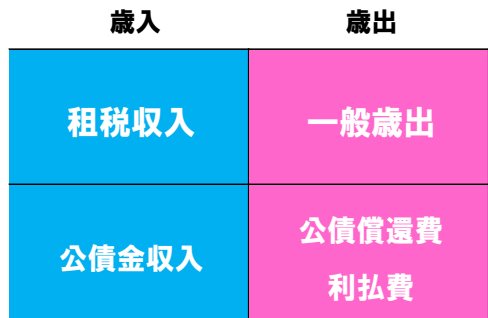 歳入 歳出
租税収入 一般歳出
公債金収入 公債償還費
利払費